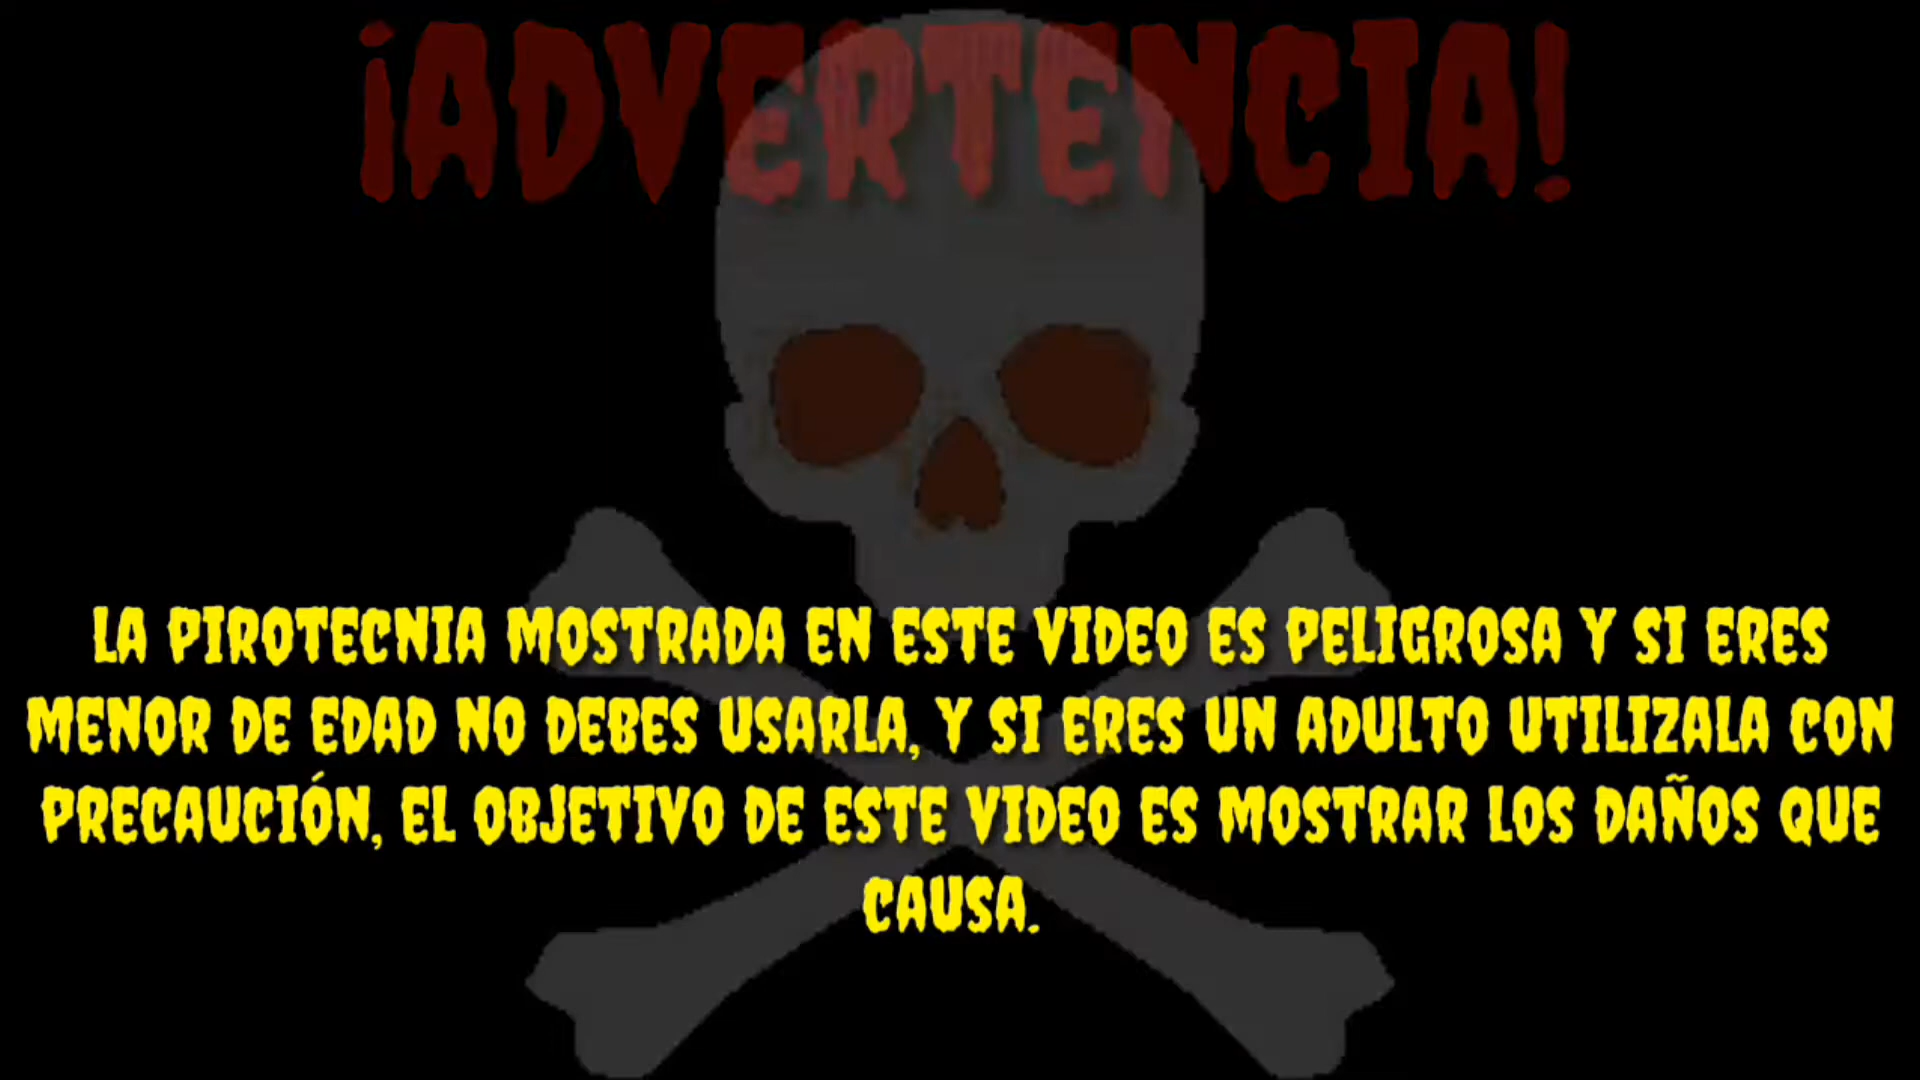 ¡ADVERTENCIA!
LA PIROTECNIA MOSTRADA EN ESTE VIDEO ES PELIGROSA Y SI ERES
MENOR DE EDAD NO DEBES USARLA, Y SI ERES UN ADULTO UTILIZALA CON
PRECAUCIÓN, EL OBJETIVO DE ESTE VIDEO ES MOSTRAR LOS DAÑOS QUE
CAUSA.